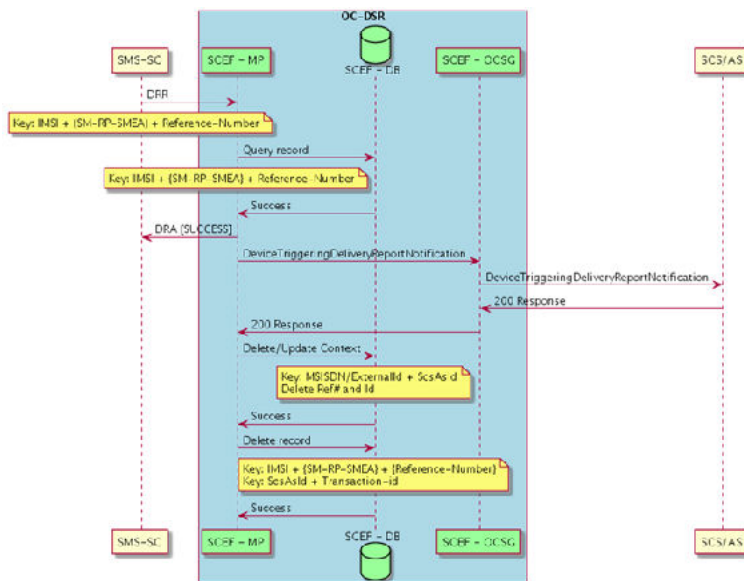 OC-DSR
SMS-SC
SCEF - MP
SCEF - DB
SCEF - OCSG
SCS/AS
DRR
Key: IMSI + (SM-RP-SMEA) + Reference-Number
Query record
Key: IMSI + (SM-RP-SMEA) + Reference-Number
Success
DRA [SUCCESS]
DeviceTriggeringDeliveryReportNotification
DeviceTriggeringDeliveryReportNotification
200 Response
200 Response
Delete/Update Context
Key: MSISDN/ExternalId + ScsAsId
Delete Ref# and Id
Success
Delete record
Key: IMSI + (SM-RP-SMEA) + (Reference-Number)
Key: ScsAsId + Transaction-id
Success
SMS-SC
SCEF - MP
SCEF - DB
SCEF - OCSG
SCS/AS